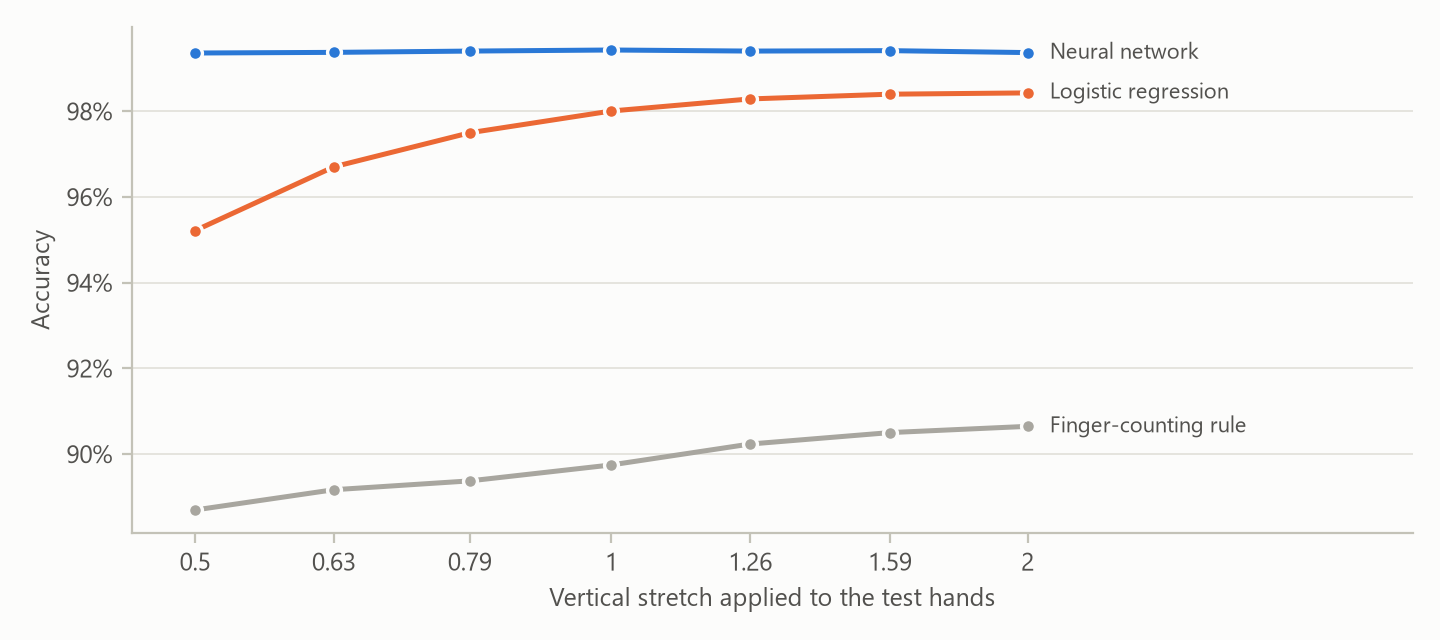 Neural network
Logistic regression
98%
96%
94%
92%
90%
Accuracy
Finger-counting rule
0.5 0.63 0.79 1 1.26 1.59 2
Vertical stretch applied to the test hands